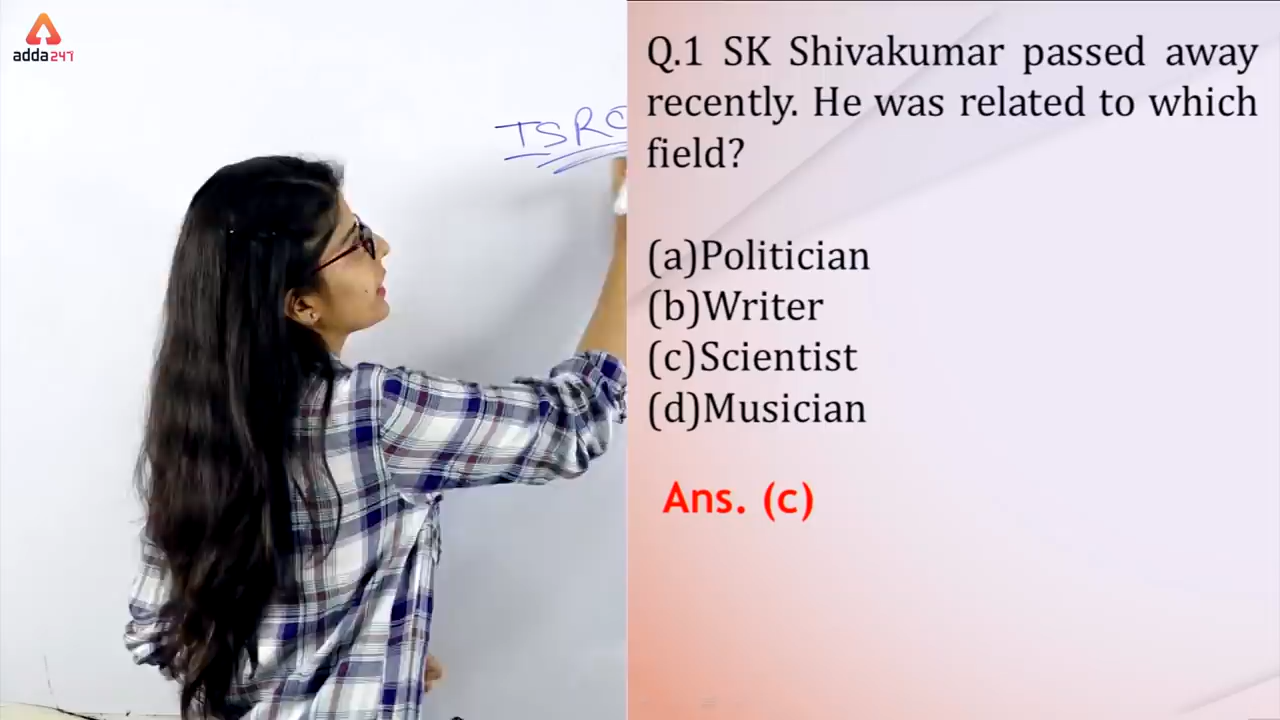 adda247
ISRO
Q.1 SK Shivakumar passed away
recently. He was related to which
field?
(a)Politician
(b)Writer
(c)Scientist
(d)Musician
Ans. (c)